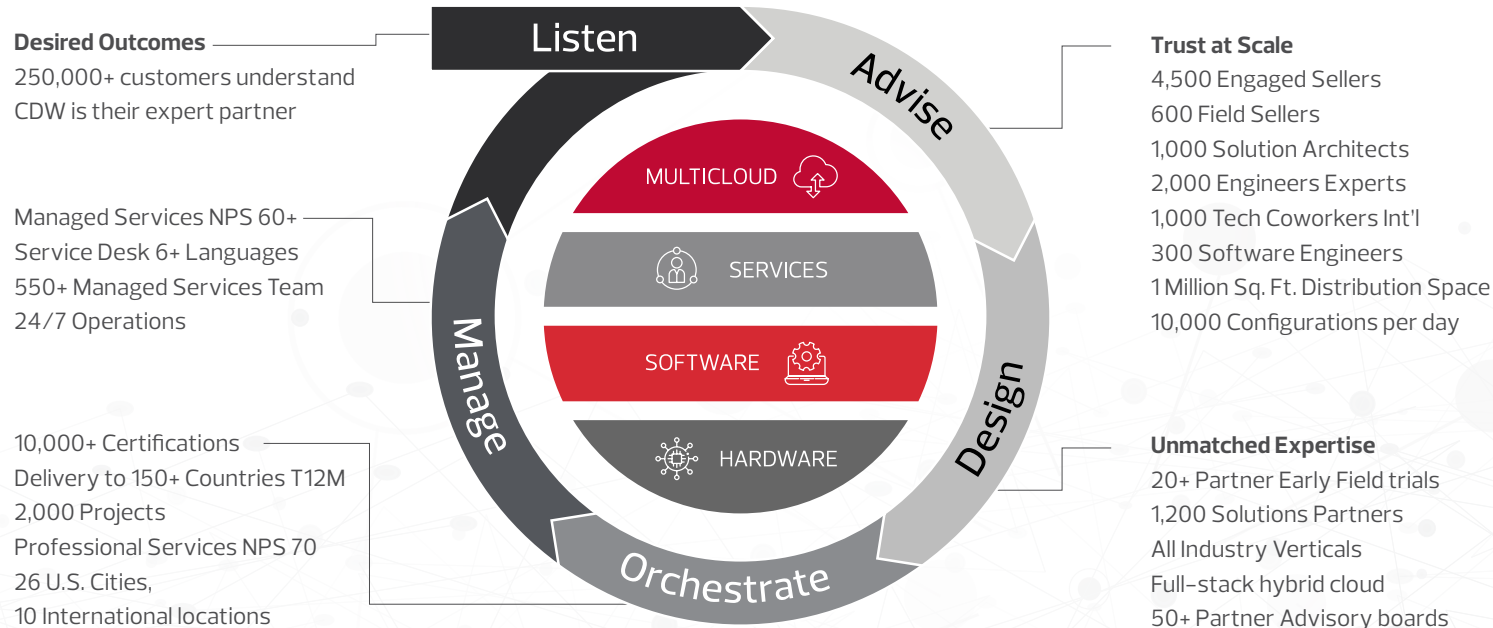 Listen
Advise
Design
Orchestrate
Manage
MULTICLOUD
SERVICES
SOFTWARE
HARDWARE
Desired Outcomes
250,000+ customers understand
CDW is their expert partner
Managed Services NPS 60+
Service Desk 6+ Languages
550+ Managed Services Team
24/7 Operations
10,000+ Certifications
Delivery to 150+ Countries T12M
2,000 Projects
Professional Services NPS 70
26 U.S. Cities,
10 International locations
Trust at Scale
4,500 Engaged Sellers
600 Field Sellers
1,000 Solution Architects
2,000 Engineers Experts
1,000 Tech Coworkers Int'l
300 Software Engineers
1 Million Sq. Ft. Distribution Space
10,000 Configurations per day
Unmatched Expertise
20+ Partner Early Field trials
1,200 Solutions Partners
All Industry Verticals
Full-stack hybrid cloud
50+ Partner Advisory boards